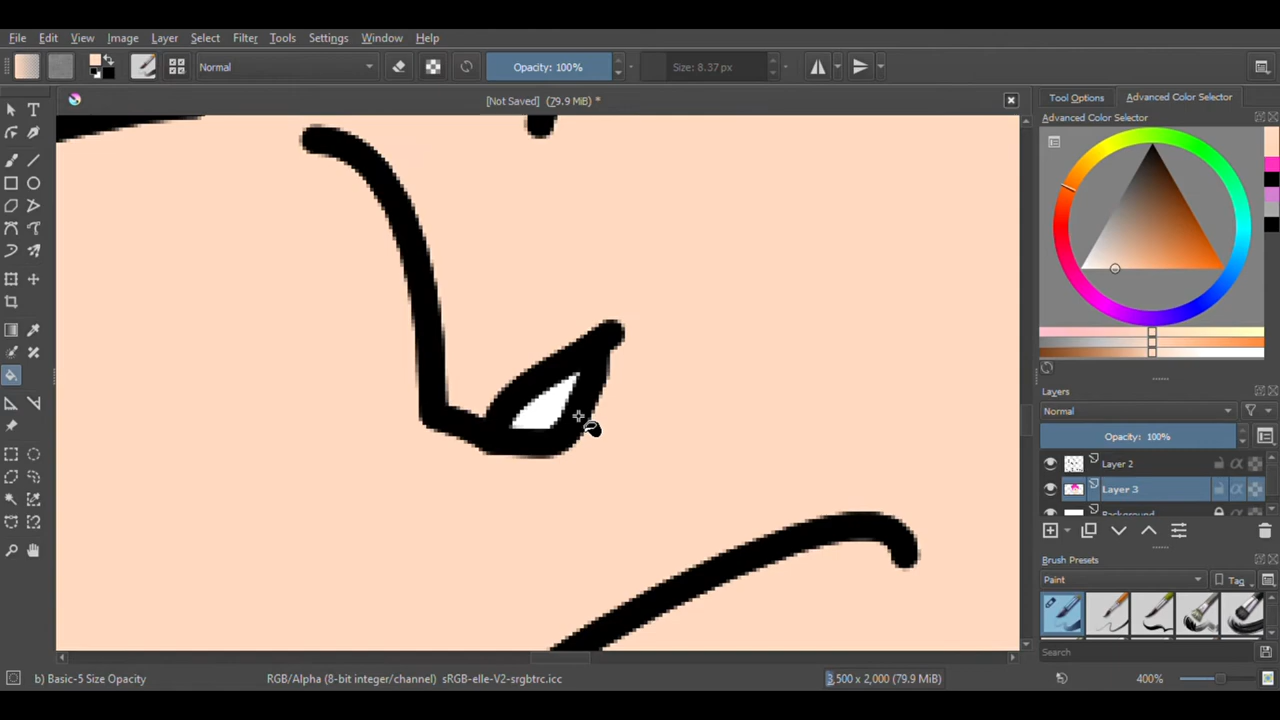 File Edit View Image Layer Select Filter Tools Settings Window Help
Normal Opacity: 100% Size: 8.37 px
[Not Saved] (79.9 MiB) *
Tool Options Advanced Color Selector
Advanced Color Selector
Layers
Normal
Opacity: 100%
Layer 2
Layer 3
Background
Brush Presets
Paint Tag
Search
b) Basic-5 Size Opacity RGB/Alpha (8-bit integer/channel) sRGB-elle-V2-srgbtrc.icc 3,500 x 2,000 (79.9 MiB) 400%